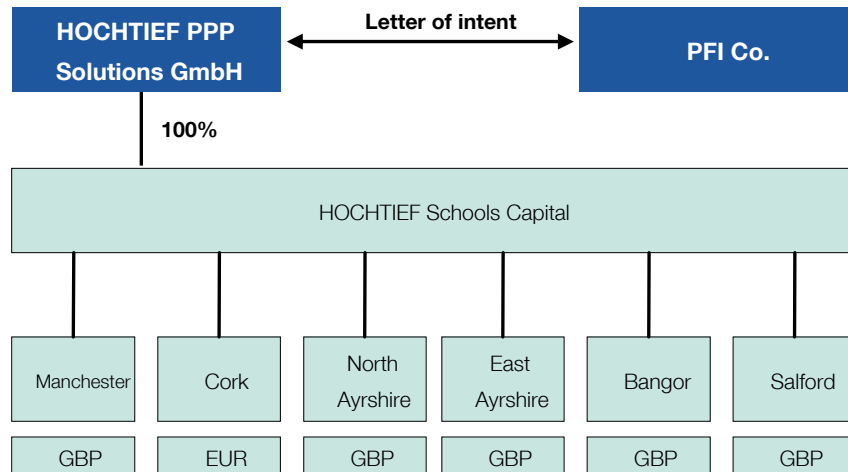 HOCHTIEF PPP
Solutions GmbH
Letter of intent
PFI Co.
100%
HOCHTIEF Schools Capital
Manchester
Cork
North
Ayrshire
East
Ayrshire
Bangor
Salford
GBP
EUR
GBP
GBP
GBP
GBP